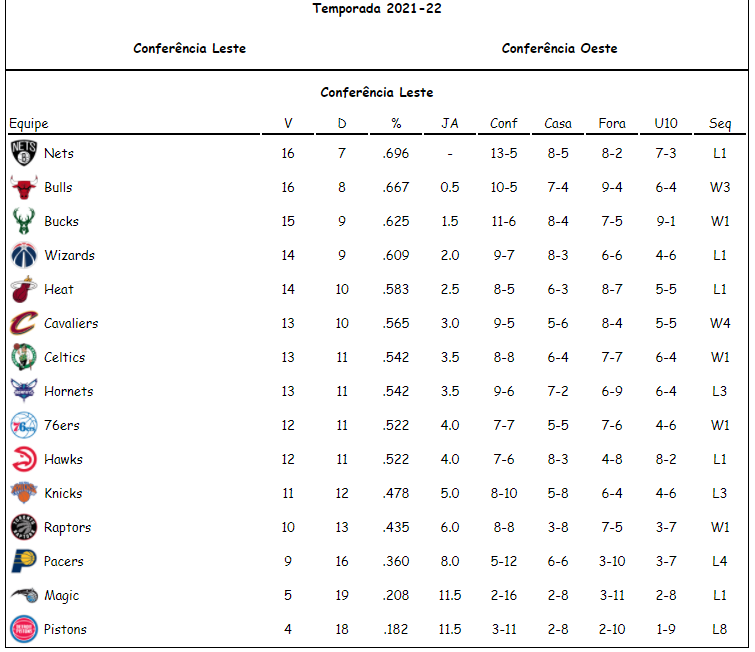 Temporada 2021-22
Conferência Leste Conferência Oeste
Conferência Leste
Equipe V D % JA Conf Casa Fora U10 Seq
Nets 16 7 .696 - 13-5 8-5 8-2 7-3 L1
Bulls 16 8 .667 0.5 10-5 7-4 9-4 6-4 W3
Bucks 15 9 .625 1.5 11-6 8-4 7-5 9-1 W1
Wizards 14 9 .609 2.0 9-7 8-3 6-6 4-6 L1
Heat 14 10 .583 2.5 8-5 6-3 8-7 5-5 L1
Cavaliers 13 10 .565 3.0 9-5 5-6 8-4 5-5 W4
Celtics 13 11 .542 3.5 8-8 6-4 7-7 6-4 W1
Hornets 13 11 .542 3.5 9-6 7-2 6-9 6-4 L3
76ers 12 11 .522 4.0 7-7 5-5 7-6 4-6 W1
Hawks 12 11 .522 4.0 7-6 8-3 4-8 8-2 L1
Knicks 11 12 .478 5.0 8-10 5-8 6-4 4-6 L3
Raptors 10 13 .435 6.0 8-8 3-8 7-5 3-7 W1
Pacers 9 16 .360 8.0 5-12 6-6 3-10 3-7 L4
Magic 5 19 .208 11.5 2-16 2-8 3-11 2-8 L1
Pistons 4 18 .182 11.5 3-11 2-8 2-10 1-9 L8